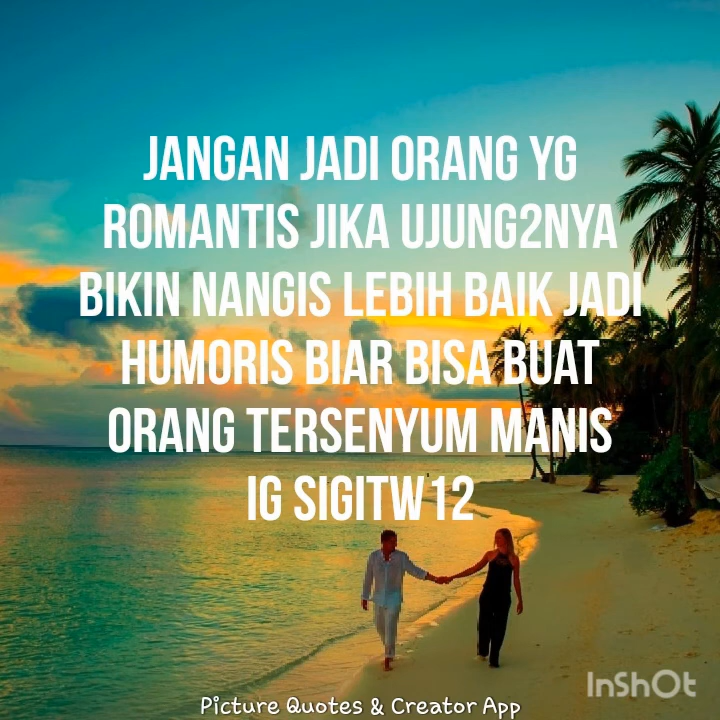 JANGAN JADI ORANG YG
ROMANTIS JIKA UJUNG2NYA
BIKIN NANGIS LEBIH BAIK JADI
HUMORIS BIAR BISA BUAT
ORANG TERSENYUM MANIS
IG SIGITW12
InShOt
Picture Quotes & Creator App